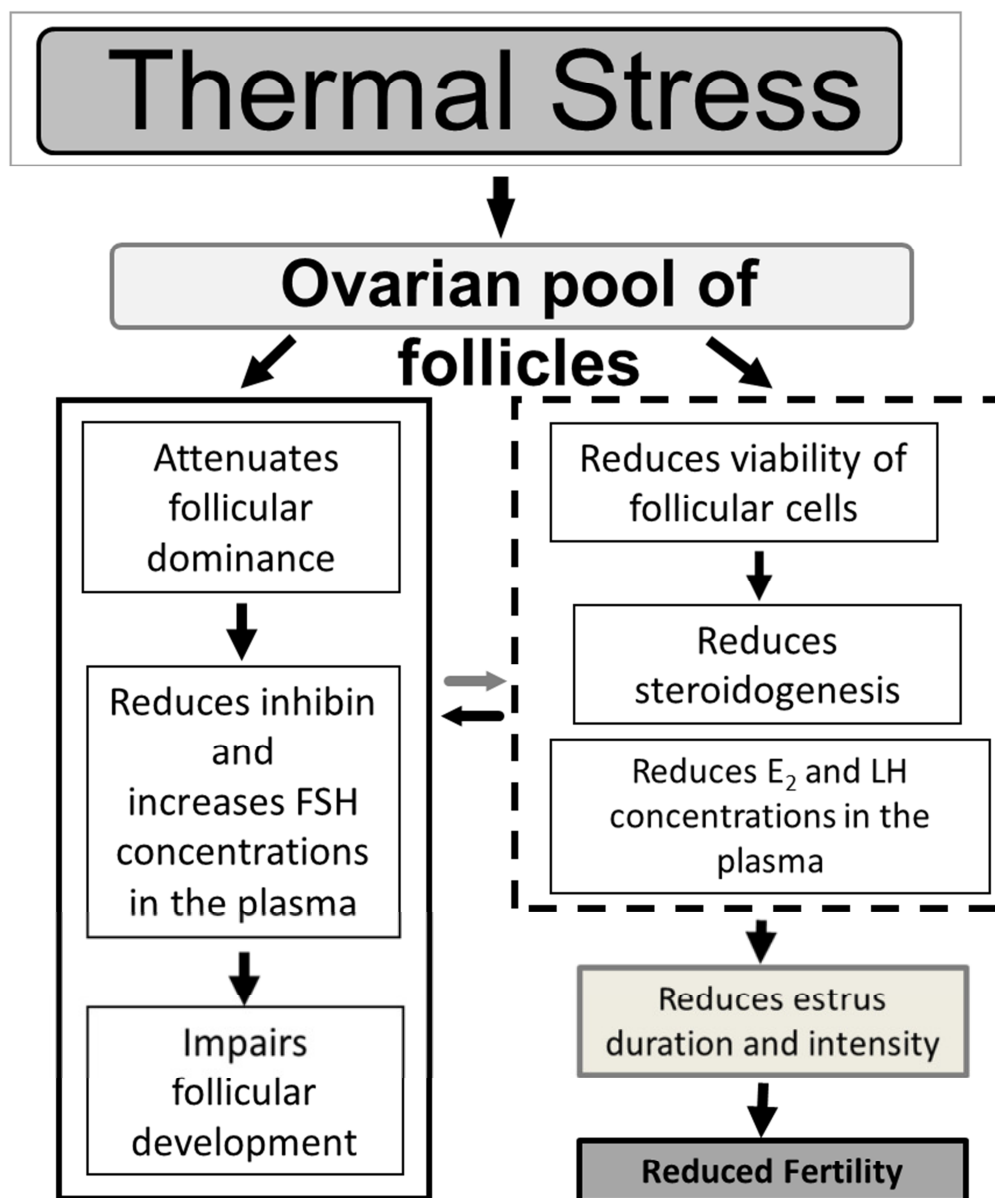 Thermal Stress
Ovarian pool of
follicles
Attenuates
follicular
dominance
Reduces inhibin
and
increases FSH
concentrations
in the plasma
Impairs
follicular
development
Reduces viability of
follicular cells
Reduces
steroidogenesis
Reduces E₂ and LH
concentrations in the
plasma
Reduces estrus
duration and intensity
Reduced Fertility